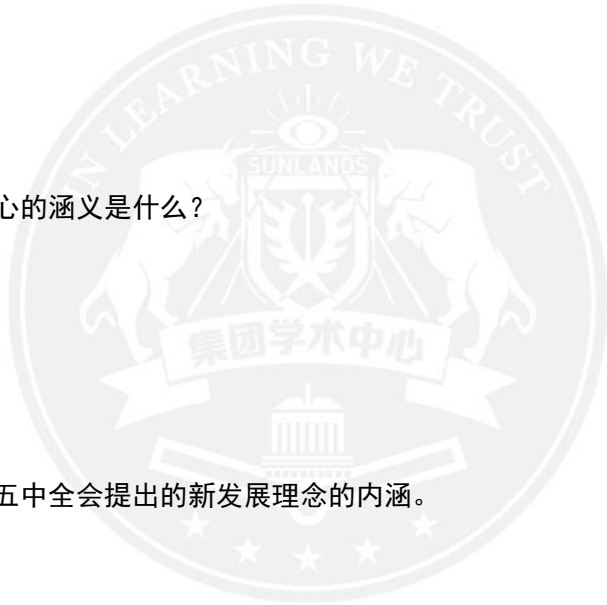 IN LEARNING WE TRUST
SUNLANDS
心的涵义是什么？
集团学术中心
五中全会提出的新发展理念的内涵。